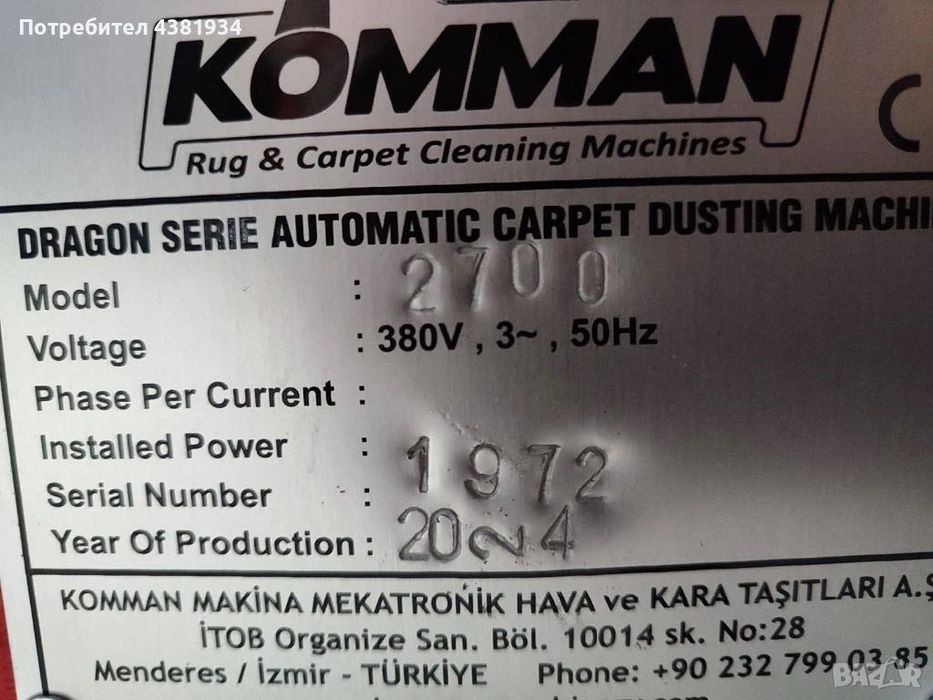 Потребител 4381934
KOMMAN
Rug & Carpet Cleaning Machines
DRAGON SERIE AUTOMATIC CARPET DUSTING MACHI
Model : 2700
Voltage : 380V , 3~ , 50Hz
Phase Per Current :
Installed Power :
Serial Number : 1972
Year Of Production : 2024
KOMMAN MAKİNA MEKATRONİK HAVA ve KARA TAŞITLARI A.Ş
İTOB Organize San. Böl. 10014 sk. No:28
Menderes / İzmir - TÜRKİYE Phone: +90 232 799 03 85
BAZAR